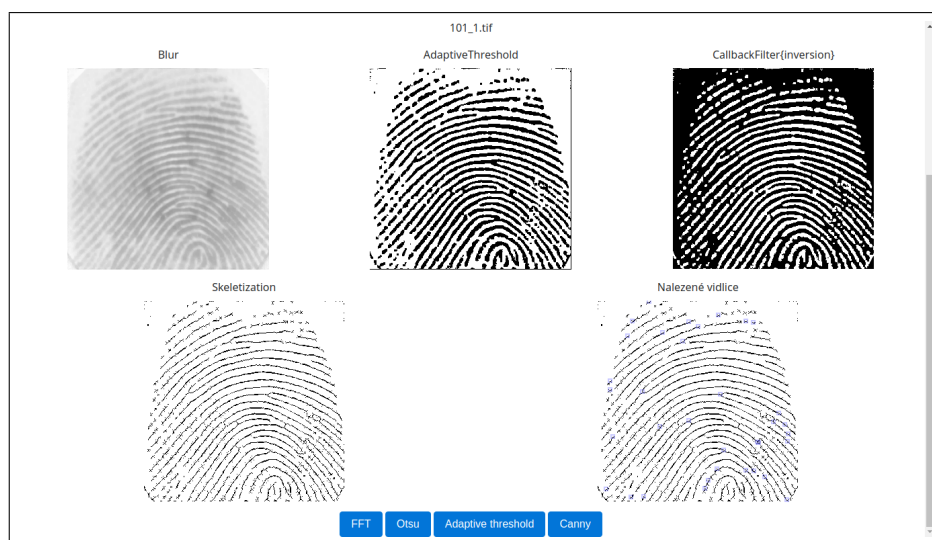 101_1.tif
Blur
AdaptiveThreshold
CallbackFilter{inversion}
Skeletization
Nalezené vidlice
FFT
Otsu
Adaptive threshold
Canny